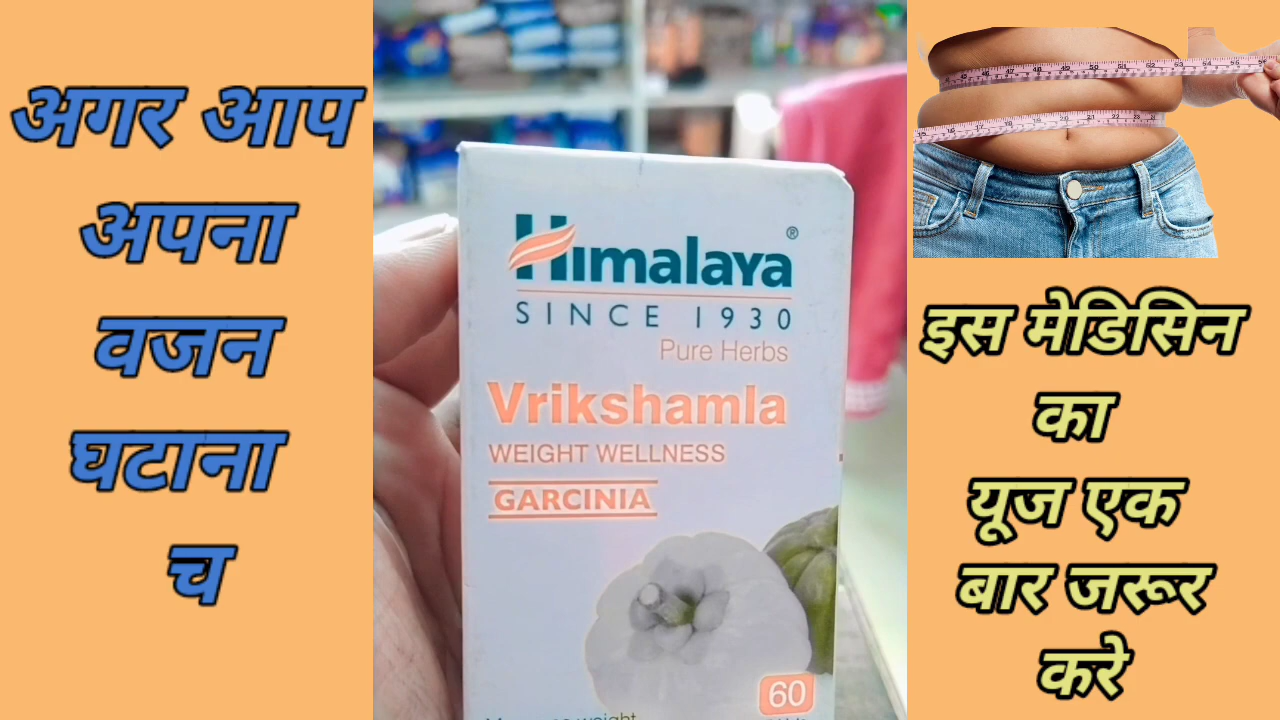 अगर आप
अपना
वजन
घटाना
च
Himalaya®
SINCE 1930
Pure Herbs
Vrikshamla
WEIGHT WELLNESS
GARCINIA
60
इस मेडिसिन
का
यूज एक
बार जरूर
करे